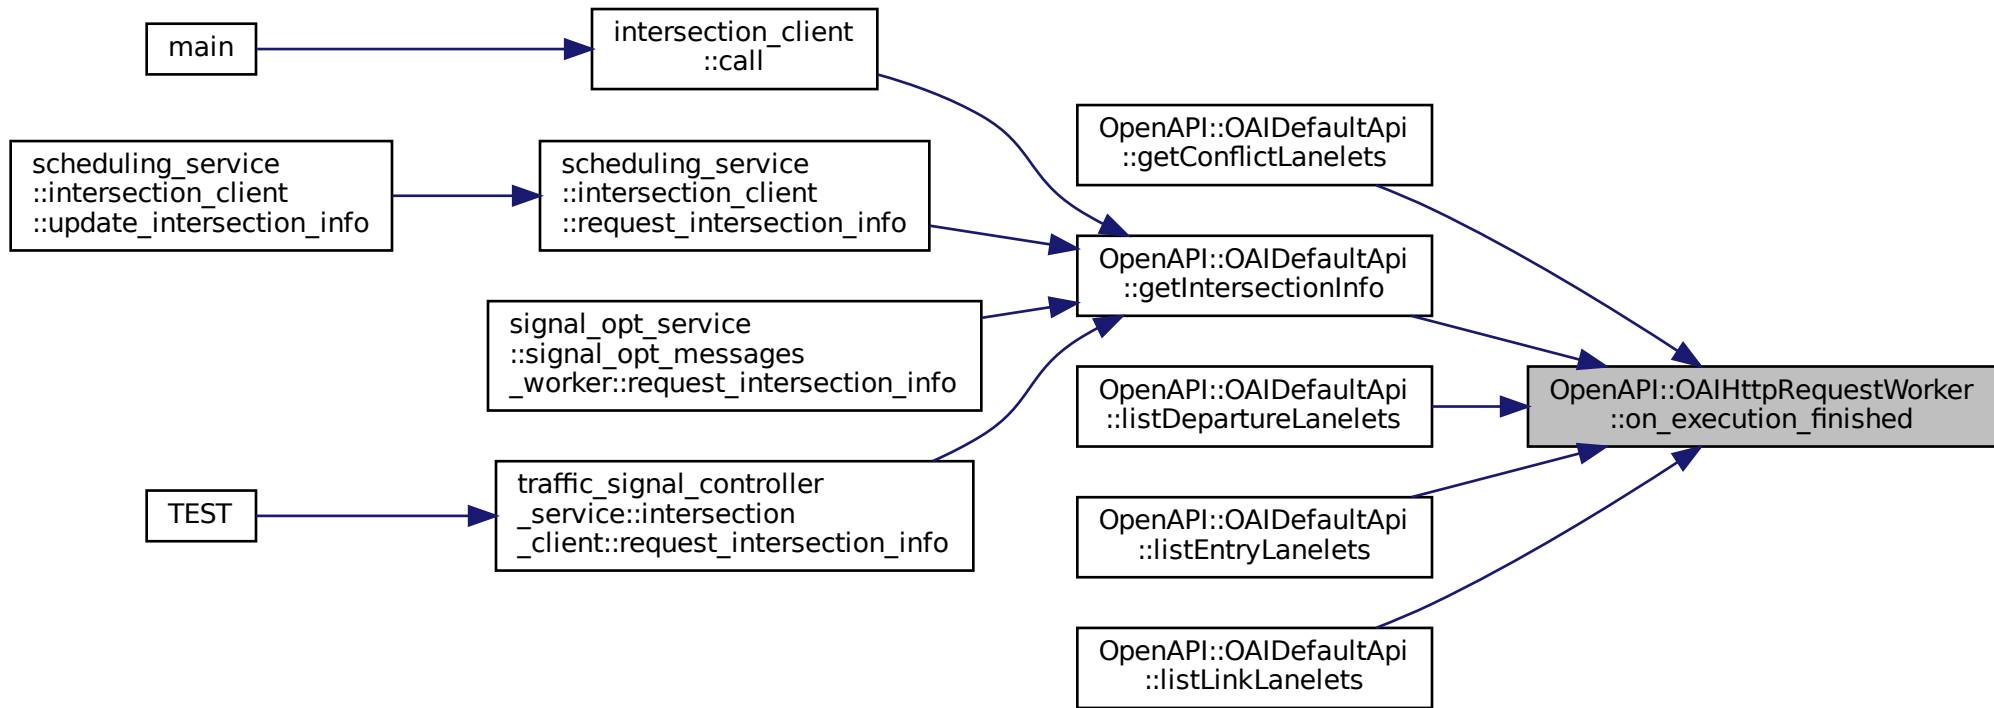 main
intersection_client
::call
scheduling_service
::intersection_client
::update_intersection_info
scheduling_service
::intersection_client
::request_intersection_info
signal_opt_service
::signal_opt_messages
_worker::request_intersection_info
TEST
traffic_signal_controller
_service::intersection
_client::request_intersection_info
OpenAPI::OAIDefaultApi
::getConflictLanelets
OpenAPI::OAIDefaultApi
::getIntersectionInfo
OpenAPI::OAIDefaultApi
::listDepartureLanelets
OpenAPI::OAIDefaultApi
::listEntryLanelets
OpenAPI::OAIDefaultApi
::listLinkLanelets
OpenAPI::OAIHttpRequestWorker
::on_execution_finished